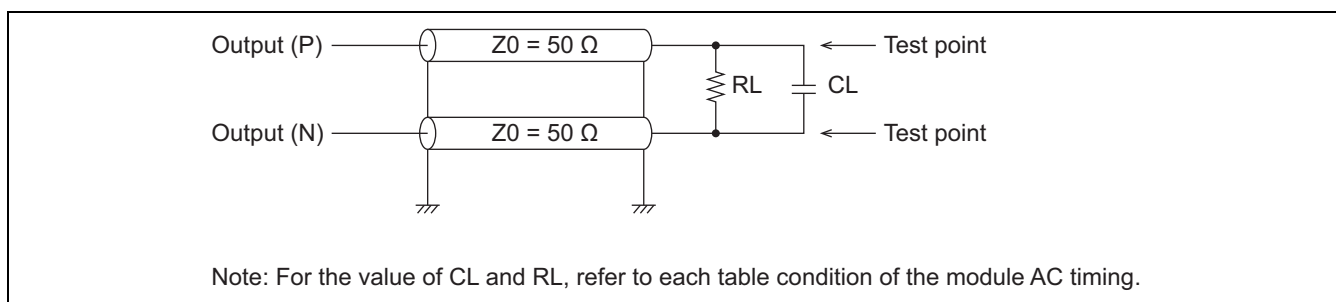 Output (P)
Z0 = 50 Ω
Test point
RL
CL
Output (N)
Z0 = 50 Ω
Test point
Note: For the value of CL and RL, refer to each table condition of the module AC timing.